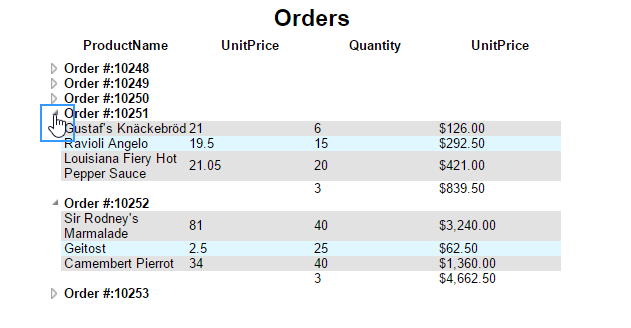 Orders
ProductName UnitPrice Quantity UnitPrice
Order #:10248
Order #:10249
Order #:10250
Order #:10251
Gustaf's Knäckebröd 21 6 $126.00
Ravioli Angelo 19.5 15 $292.50
Louisiana Fiery Hot
Pepper Sauce 21.05 20 $421.00
3 $839.50
Order #:10252
Sir Rodney's
Marmalade 81 40 $3,240.00
Geitost 2.5 25 $62.50
Camembert Pierrot 34 40 $1,360.00
3 $4,662.50
Order #:10253